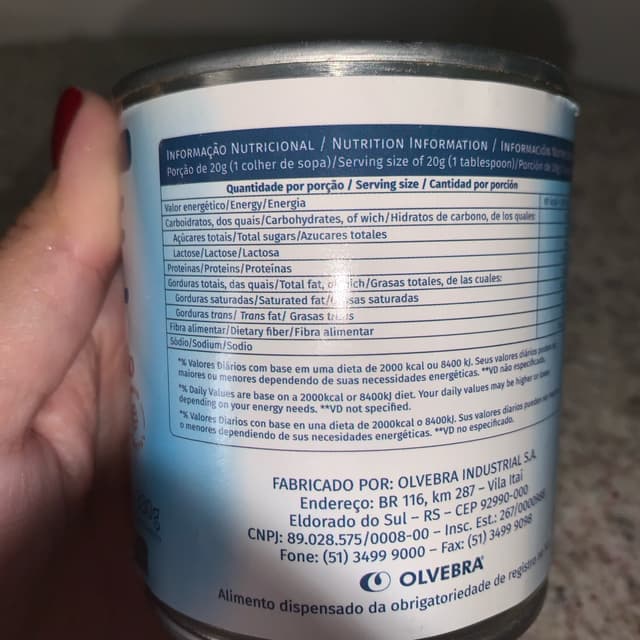 INFORMAÇÃO NUTRICIONAL / NUTRITION INFORMATION / INFORMACIÓN
Porção de 20g (1 colher de sopa)/Serving size of 20g (1 tablespoon)/Porción de
Quantidade por porção / Serving size / Cantidad por porción
Valor energético/Energy/Energia
Carboidratos, dos quais/Carbohydrates, of wich/Hidratos de carbono, de los quales:
Açúcares totais/Total sugars/Azucares totales
Lactose/Lactose/Lactosa
Proteinas/Proteins/Proteínas
Gorduras totais, das quais/Total fat, of wich/Grasas totales, de las cuales:
Gorduras saturadas/Saturated fat/Grasas saturadas
Gorduras trans/ Trans fat/ Grasas trans
Fibra alimentar/Dietary fiber/Fibra alimentar
Sódio/Sodium/Sodio
*% Valores Diários com base em uma dieta de 2000 kcal ou 8400 kJ. Seus valores diários podem ser
maiores ou menores dependendo de suas necessidades energéticas. **VD não especificado.
*% Daily Values are base on a 2000kcal or 8400kJ diet. Your daily values may be higher or lower
depending on your energy needs. **VD not specified.
*% Valores Diarios con base en una dieta de 2000kcal o 8400kJ. Sus valores diarios pueden
o menores dependiendo de sus necesidades energéticas. **VD no especificado.
FABRICADO POR: OLVEBRA INDUSTRIAL S.A.
Endereço: BR 116, km 287 – Vila Itaí
Eldorado do Sul – RS – CEP 92990-000
CNPJ: 89.028.575/0008-00 – Insc. Est.: 267/0000888
Fone: (51) 3499 9000 – Fax: (51) 3499 9098
OLVEBRA
Alimento dispensado da obrigatoriedade de registro